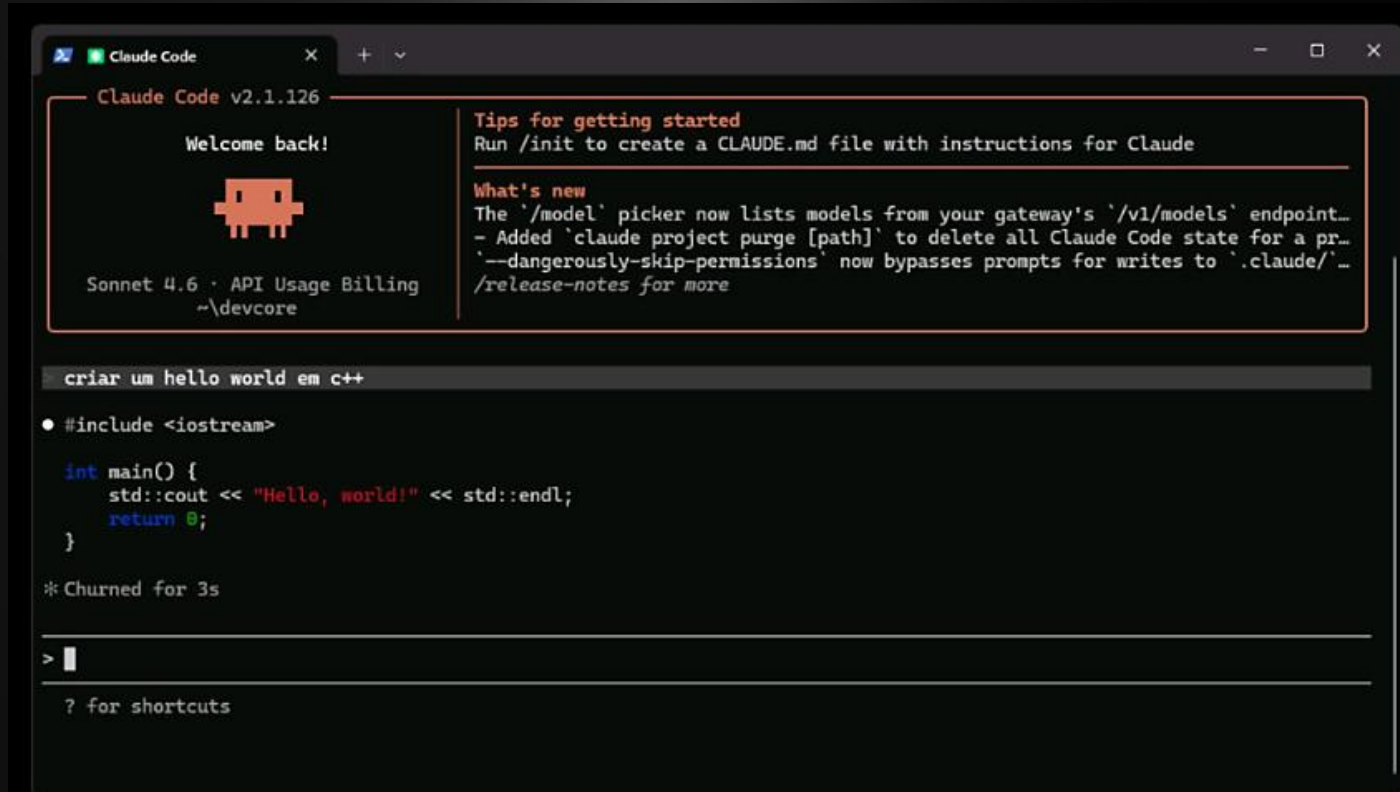 Claude Code
Claude Code v2.1.126
Welcome back!
Sonnet 4.6 · API Usage Billing
~\devcore
Tips for getting started
Run /init to create a CLAUDE.md file with instructions for Claude
What's new
The `/model` picker now lists models from your gateway's `/v1/models` endpoint…
- Added `claude project purge [path]` to delete all Claude Code state for a pr…
`--dangerously-skip-permissions` now bypasses prompts for writes to `.claude/`…
/release-notes for more
> criar um hello world em c++
● #include <iostream>
int main() {
    std::cout << "Hello, world!" << std::endl;
    return 0;
}
* Churned for 3s
>
? for shortcuts